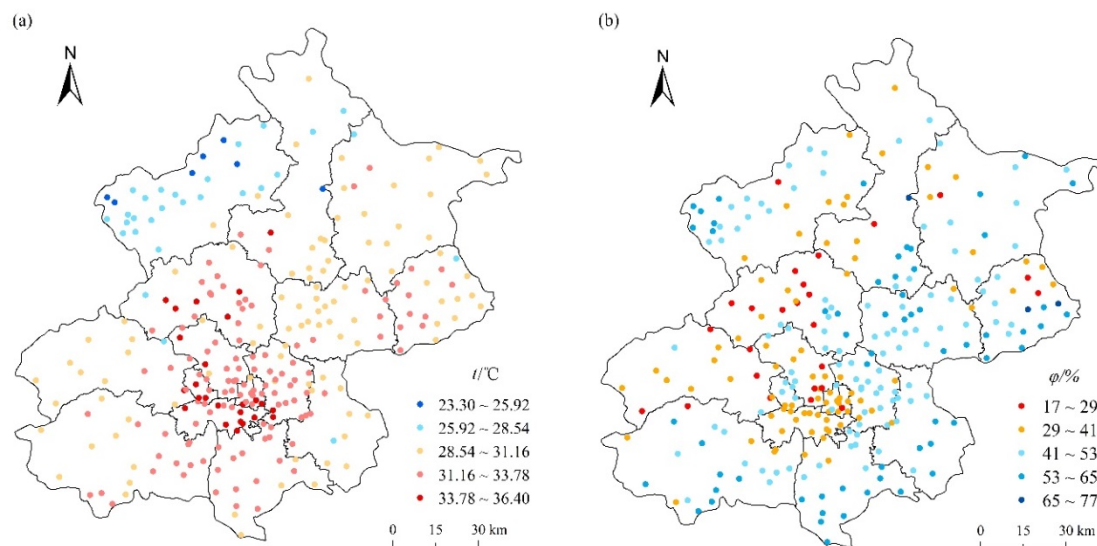 (a)
N
t/℃
23.30 ~ 25.92
25.92 ~ 28.54
28.54 ~ 31.16
31.16 ~ 33.78
33.78 ~ 36.40
0 15 30 km
(b)
N
φ/%
17 ~ 29
29 ~ 41
41 ~ 53
53 ~ 65
65 ~ 77
0 15 30 km